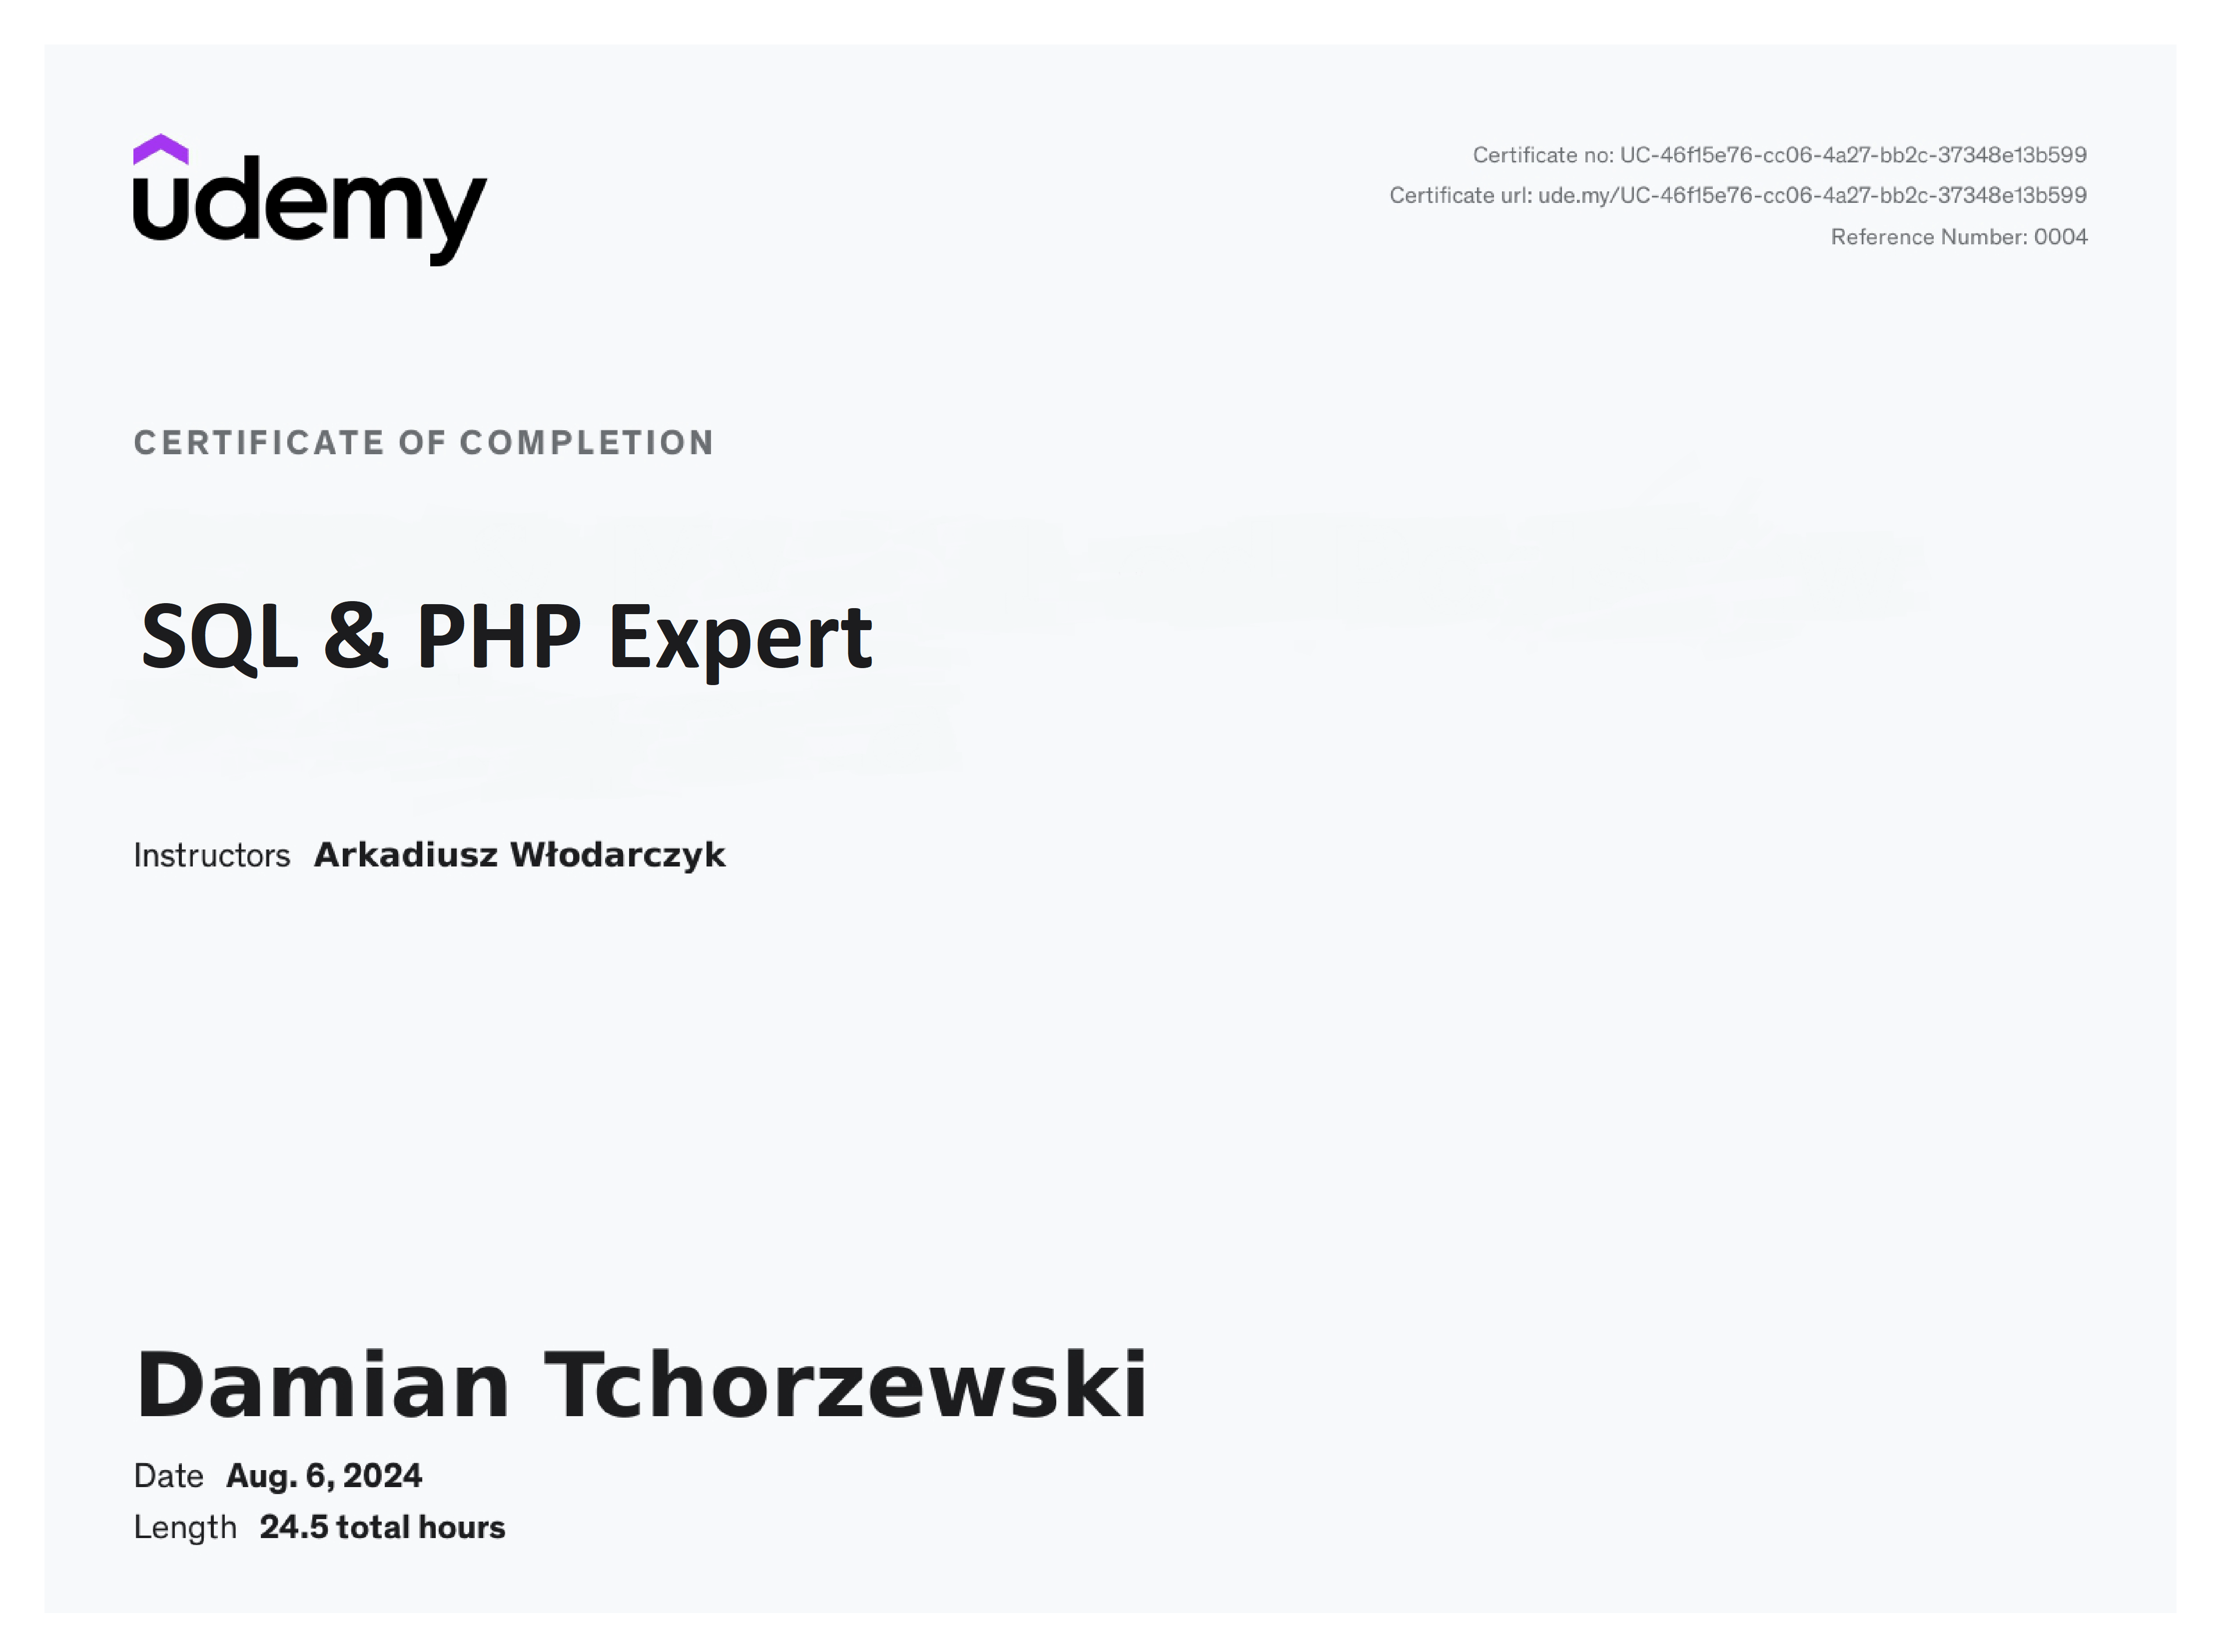 udemy
Certificate no: UC-46f15e76-cc06-4a27-bb2c-37348e13b599
Certificate url: ude.my/UC-46f15e76-cc06-4a27-bb2c-37348e13b599
Reference Number: 0004
CERTIFICATE OF COMPLETION
SQL & PHP Expert
Instructors Arkadiusz Włodarczyk
Damian Tchorzewski
Date Aug. 6, 2024
Length 24.5 total hours